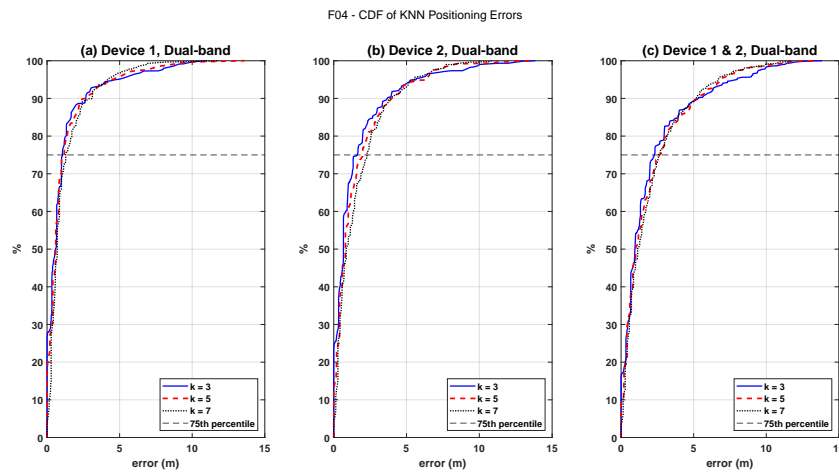 F04 - CDF of KNN Positioning Errors
(a) Device 1, Dual-band
100
90
80
70
60
50
40
30
20
10
0
%
0 5 10 15
error (m)
k = 3
k = 5
k = 7
75th percentile
(b) Device 2, Dual-band
100
90
80
70
60
50
40
30
20
10
0
%
0 5 10 15
error (m)
k = 3
k = 5
k = 7
75th percentile
(c) Device 1 & 2, Dual-band
100
90
80
70
60
50
40
30
20
10
0
%
0 5 10
error (m)
k = 3
k = 5
k = 7
75th percentile